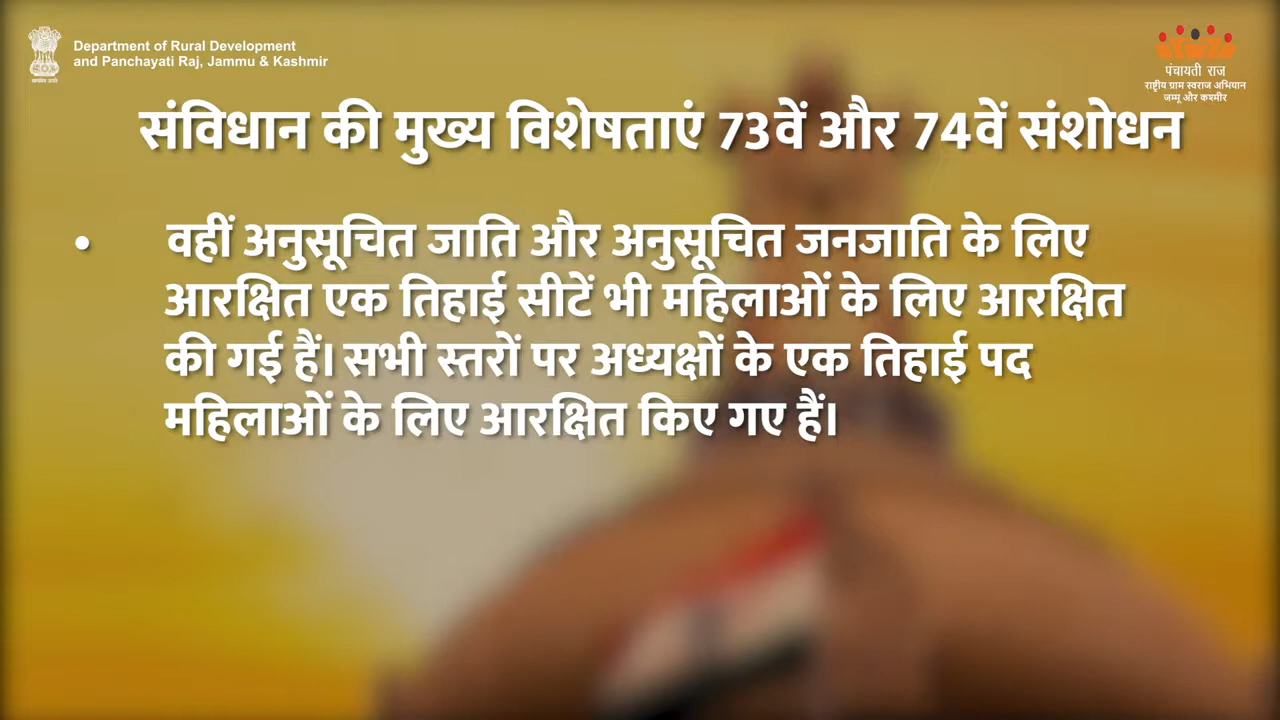 Department of Rural Development
and Panchayati Raj, Jammu & Kashmir
पंचायती राज
राष्ट्रीय ग्राम स्वराज अभियान
जम्मू और कश्मीर
संविधान की मुख्य विशेषताएं 73वें और 74वें संशोधन
• वहीं अनुसूचित जाति और अनुसूचित जनजाति के लिए
आरक्षित एक तिहाई सीटें भी महिलाओं के लिए आरक्षित
की गई हैं। सभी स्तरों पर अध्यक्षों के एक तिहाई पद
महिलाओं के लिए आरक्षित किए गए हैं।